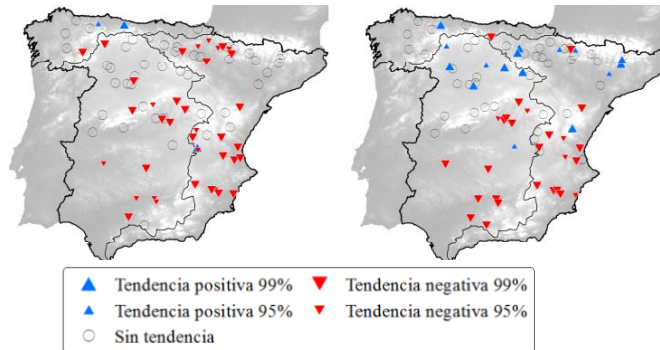 Tendencia positiva 99%
Tendencia negativa 99%
Tendencia positiva 95%
Tendencia negativa 95%
Sin tendencia